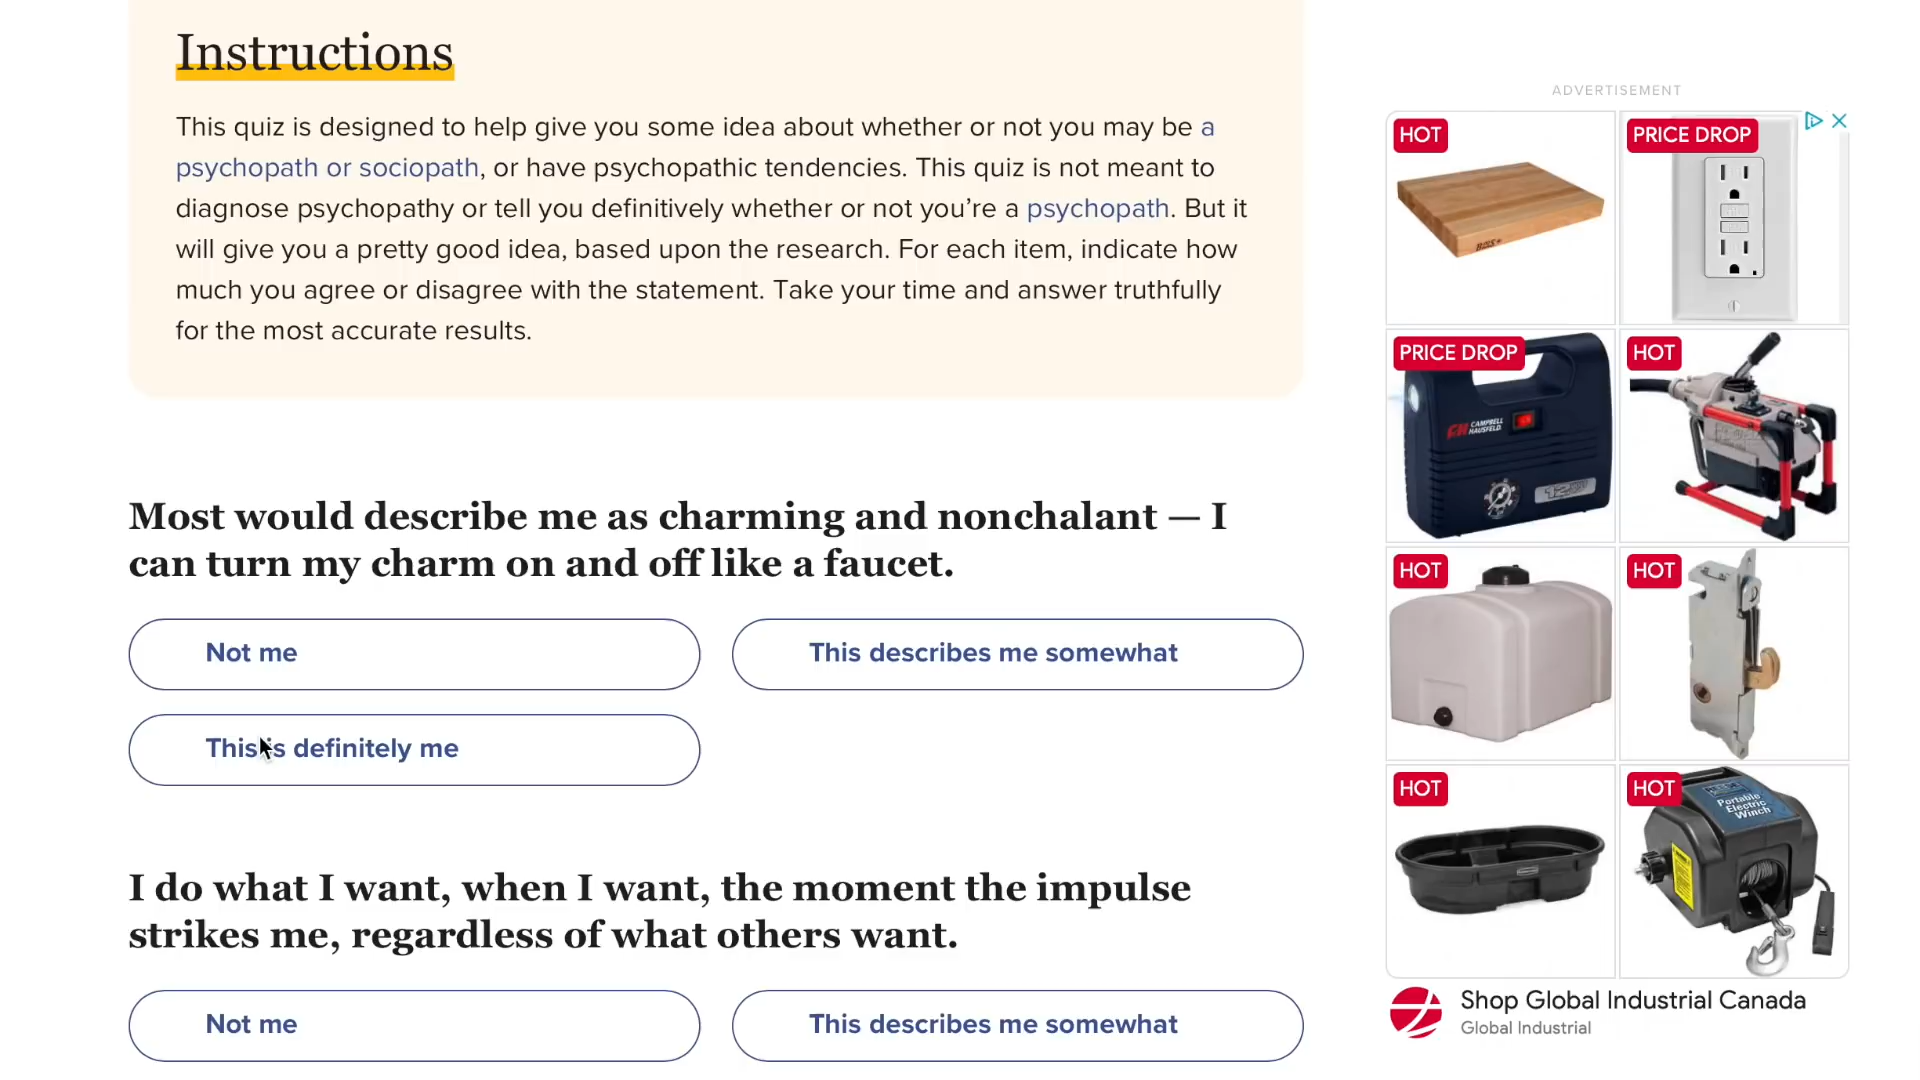 Instructions
This quiz is designed to help give you some idea about whether or not you may be a
psychopath or sociopath, or have psychopathic tendencies. This quiz is not meant to
diagnose psychopathy or tell you definitively whether or not you’re a psychopath. But it
will give you a pretty good idea, based upon the research. For each item, indicate how
much you agree or disagree with the statement. Take your time and answer truthfully
for the most accurate results.
Most would describe me as charming and nonchalant — I
can turn my charm on and off like a faucet.
Not me
This describes me somewhat
This is definitely me
I do what I want, when I want, the moment the impulse
strikes me, regardless of what others want.
Not me
This describes me somewhat
ADVERTISEMENT
HOT
PRICE DROP
BOOS
PRICE DROP
HOT
CAMPBELL
HAUSFELD
12
HOT
HOT
HOT
HOT
Portable
Electric
Winch
Shop Global Industrial Canada
Global Industrial